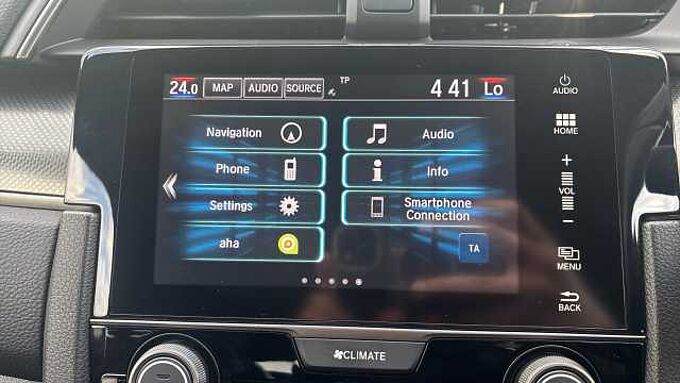 24.0 MAP AUDIO SOURCE TP 4 41 Lo
AUDIO
Navigation Audio
HOME
Phone Info
+
VOL
Settings Smartphone
Connection
−
aha TA
MENU
BACK
CLIMATE